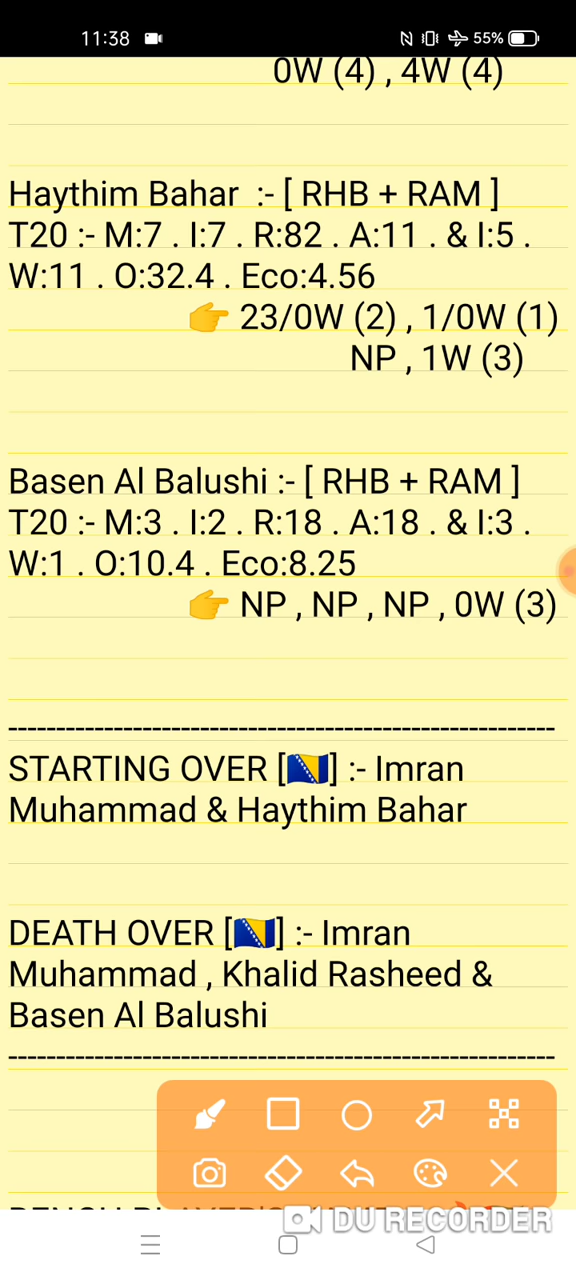 11:38
55%
0W (4) , 4W (4)
Haythim Bahar :- [ RHB + RAM ]
T20 :- M:7 . I:7 . R:82 . A:11 . & I:5 .
W:11 . O:32.4 . Eco:4.56
👉 23/0W (2) , 1/0W (1)
NP , 1W (3)
Basen Al Balushi :- [ RHB + RAM ]
T20 :- M:3 . I:2 . R:18 . A:18 . & I:3 .
W:1 . O:10.4 . Eco:8.25
👉 NP , NP , NP , 0W (3)
-------------------------------------------------------
STARTING OVER [🇧🇦] :- Imran
Muhammad & Haythim Bahar
DEATH OVER [🇧🇦] :- Imran
Muhammad , Khalid Rasheed &
Basen Al Balushi
-------------------------------------------------------
DU RECORDER